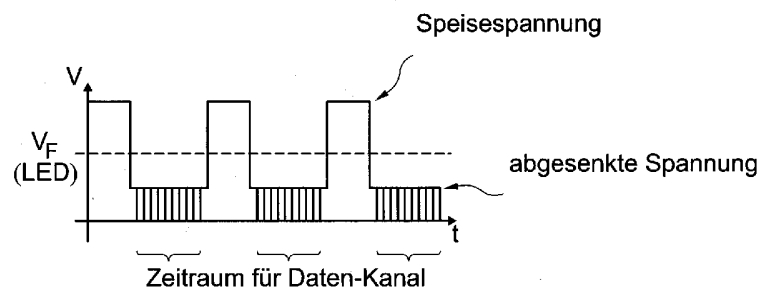 Speisespannung
V
V_F
(LED)
abgesenkte Spannung
t
Zeitraum für Daten-Kanal